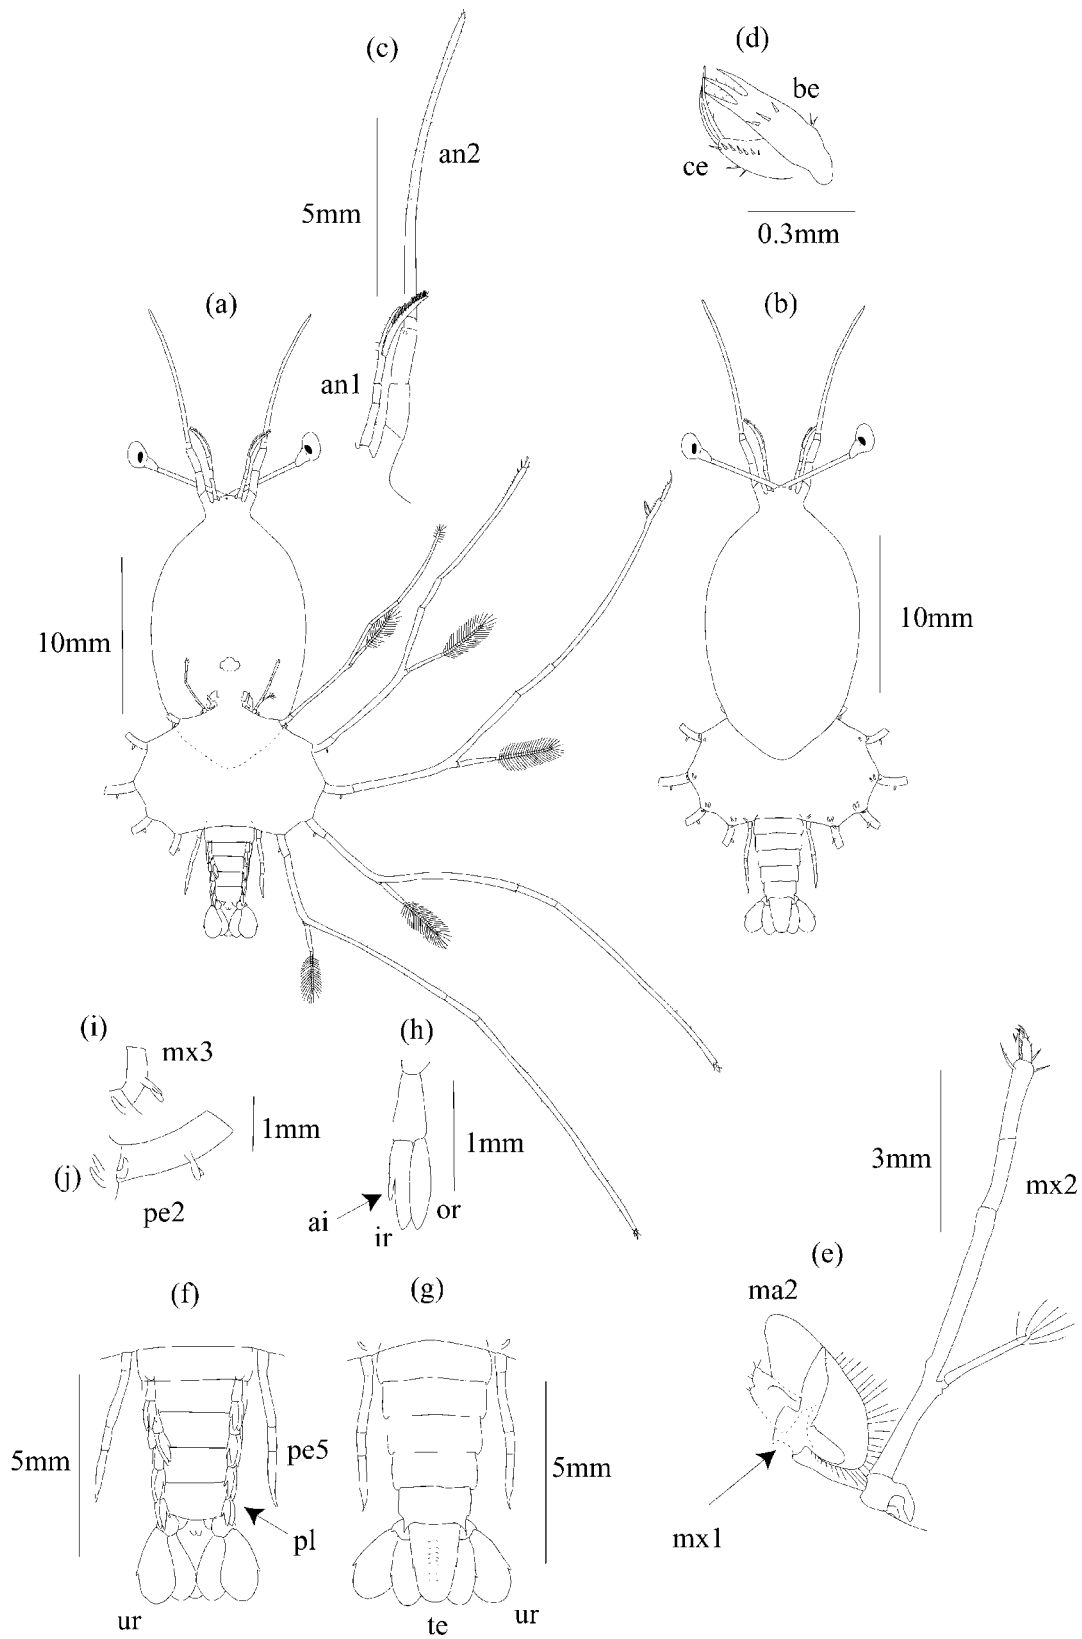 (c)
(d)
be
an2
ce
5mm
0.3mm
(a)
(b)
an1
10mm
10mm
(i)
(h)
mx3
1mm
1mm
(j)
3mm
mx2
pe2
ai
ir
or
(e)
(f)
(g)
ma2
5mm
pe5
5mm
pl
mx1
ur
te
ur